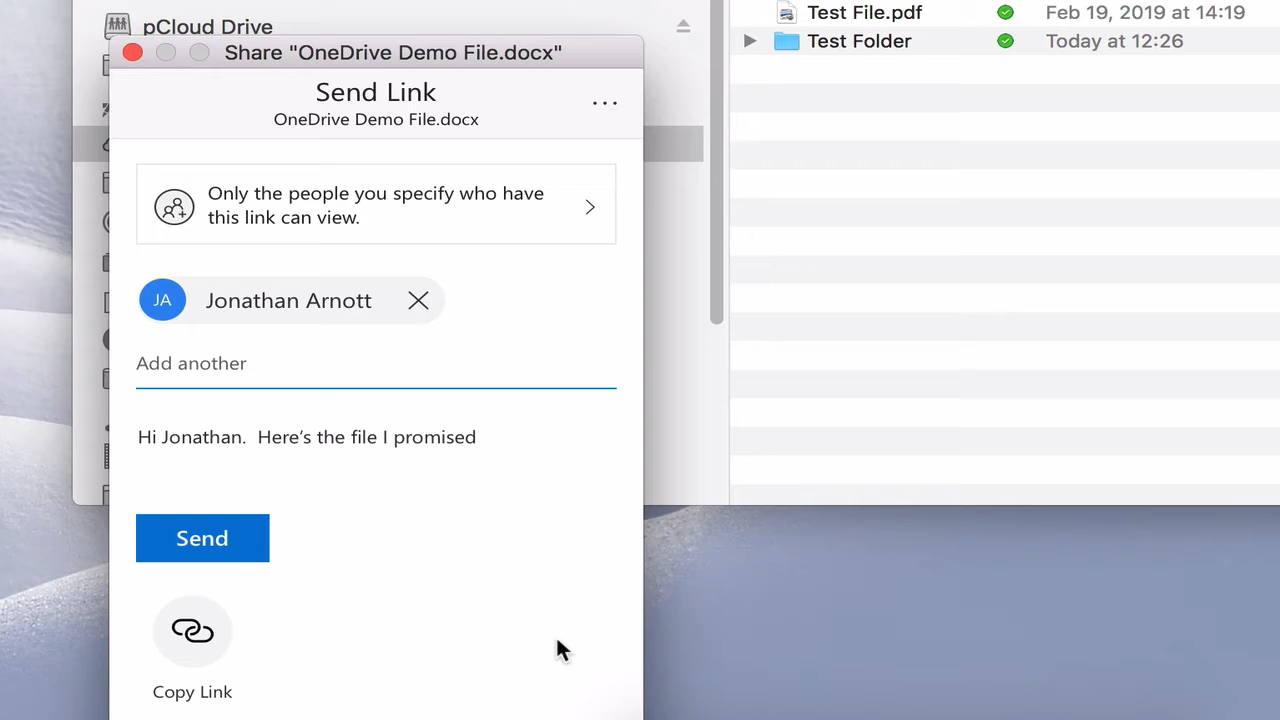 pCloud Drive
Test File.pdf Feb 19, 2019 at 14:19
Test Folder Today at 12:26
Share "OneDrive Demo File.docx"
Send Link
...
OneDrive Demo File.docx
Only the people you specify who have
this link can view.
JA Jonathan Arnott
Add another
Hi Jonathan.  Here’s the file I promised
Send
Copy Link